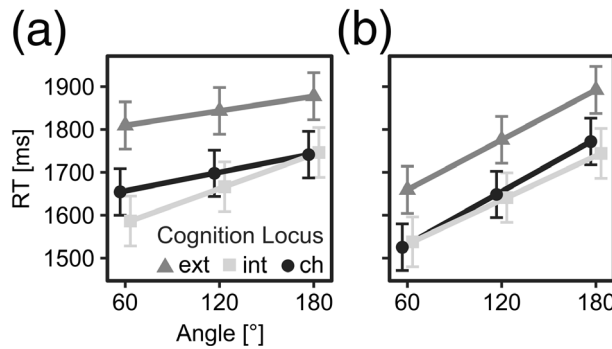 (a)
(b)
RT [ms]
1900
1800
1700
1600
1500
Cognition Locus
ext int ch
60 120 180
60 120 180
Angle [°]